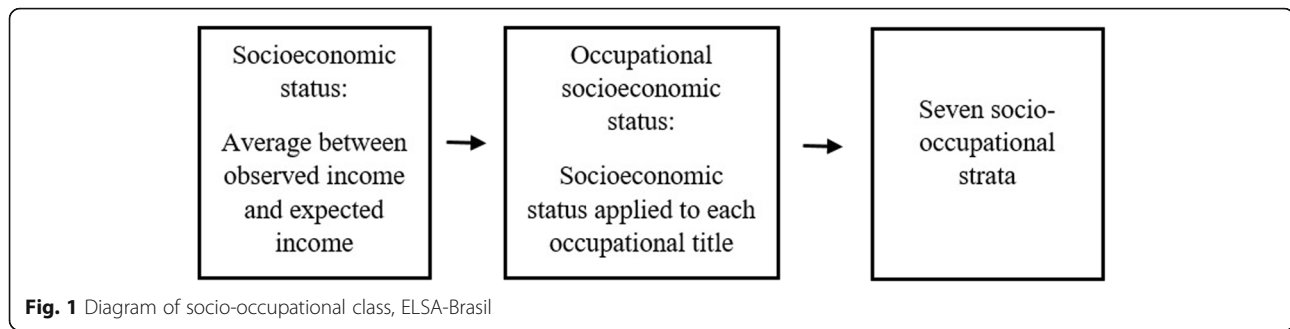 Socioeconomic
status:
Average between
observed income
and expected
income
Occupational
socioeconomic
status:
Socioeconomic
status applied to each
occupational title
Seven socio-
occupational
strata
Fig. 1 Diagram of socio-occupational class, ELSA-Brasil